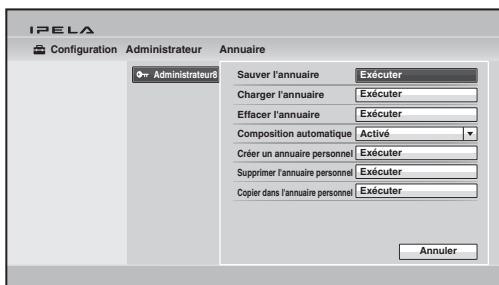 IPELA
Configuration Administrateur Annuaire
Administrateur8
Sauver l'annuaire Exécuter
Charger l'annuaire Exécuter
Effacer l'annuaire Exécuter
Composition automatique Activé
Créer un annuaire personnel Exécuter
Supprimer l'annuaire personnel Exécuter
Copier dans l'annuaire personnel Exécuter
Annuler